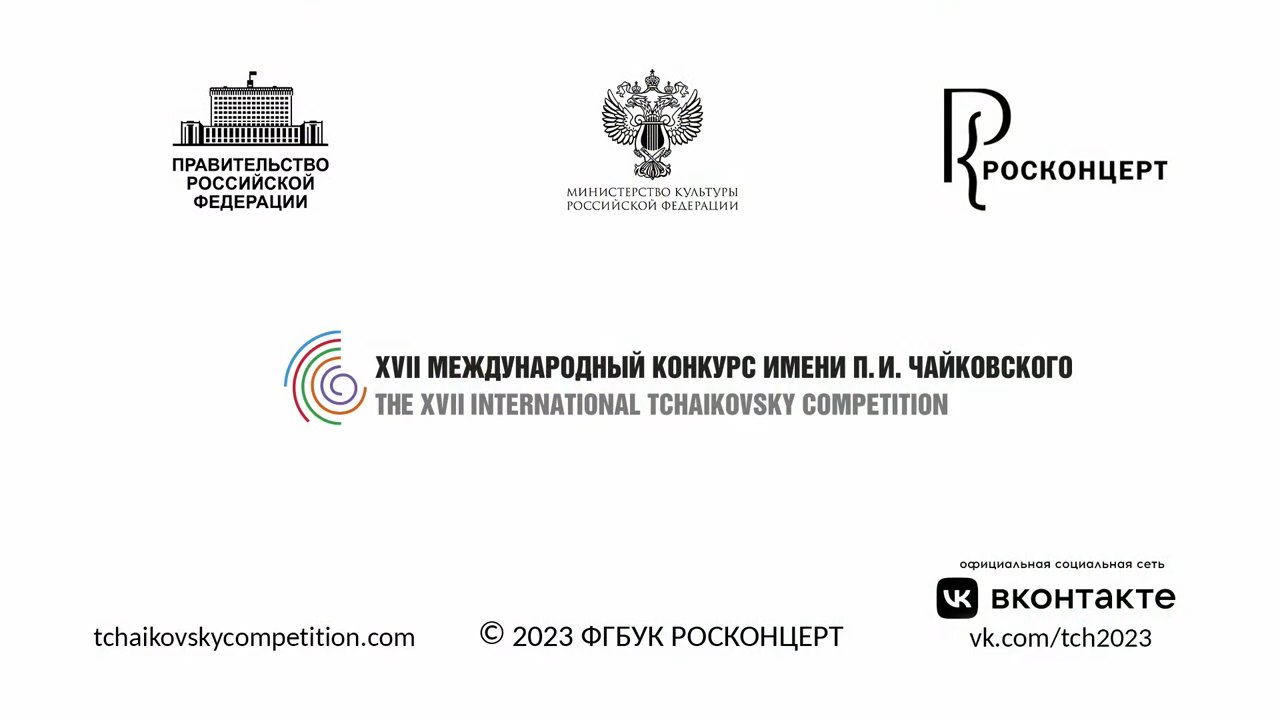 ПРАВИТЕЛЬСТВО
РОССИЙСКОЙ
ФЕДЕРАЦИИ
МИНИСТЕРСТВО КУЛЬТУРЫ
РОССИЙСКОЙ ФЕДЕРАЦИИ
РОСКОНЦЕРТ
XVII МЕЖДУНАРОДНЫЙ КОНКУРС ИМЕНИ П. И. ЧАЙКОВСКОГО
THE XVII INTERNATIONAL TCHAIKOVSKY COMPETITION
tchaikovskycompetition.com
© 2023 ФГБУК РОСКОНЦЕРТ
официальная социальная сеть
VK ВКОНТАКТЕ
vk.com/tch2023